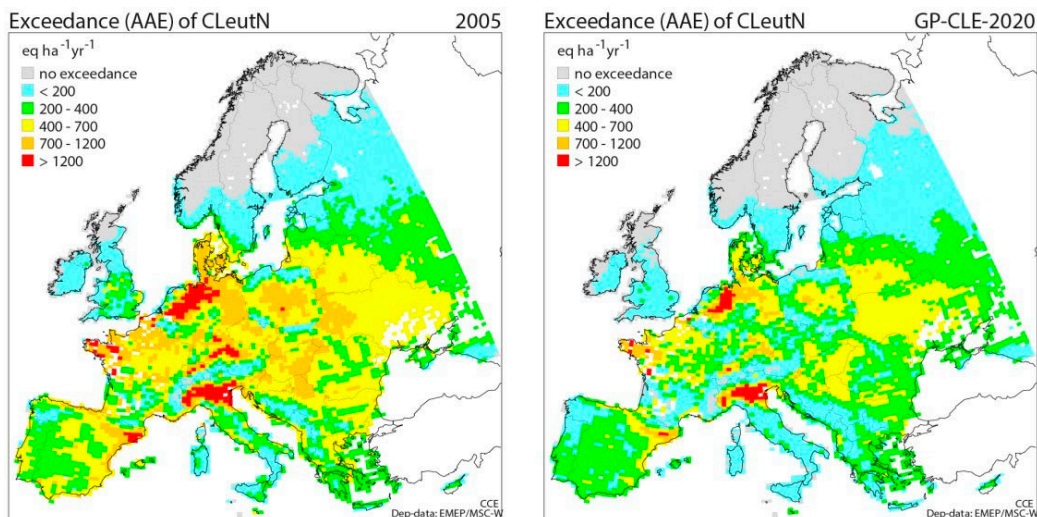 Exceedance (AAE) of CLeutN 2005
eq ha⁻¹yr⁻¹
no exceedance
< 200
200 - 400
400 - 700
700 - 1200
> 1200
CCE
Dep-data: EMEP/MSC-W
Exceedance (AAE) of CLeutN GP-CLE-2020
eq ha⁻¹yr⁻¹
no exceedance
< 200
200 - 400
400 - 700
700 - 1200
> 1200
CCE
Dep-data: EMEP/MSC-W